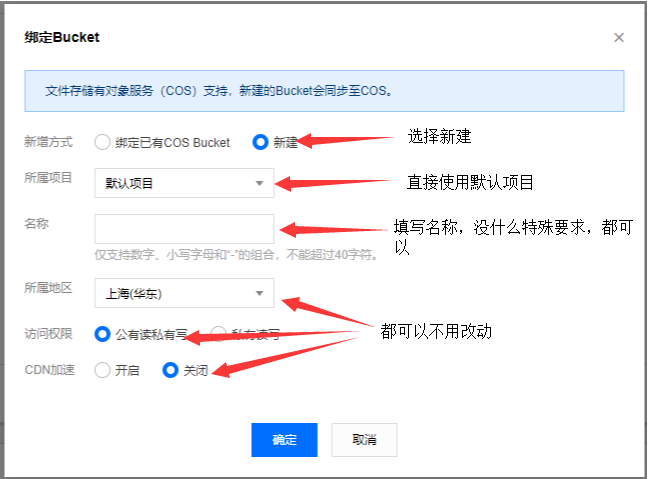 绑定Bucket
文件存储有对象服务（COS）支持，新建的Bucket会同步至COS。
新增方式 绑定已有COS Bucket 新建 选择新建
所属项目 默认项目 直接使用默认项目
名称 填写名称，没什么特殊要求，都可
以
仅支持数字、小写字母和“-”的组合，不能超过40字符。
所属地区 上海(华东)
访问权限 公有读私有写 私有读写 都可以不用改动
CDN加速 开启 关闭
确定 取消